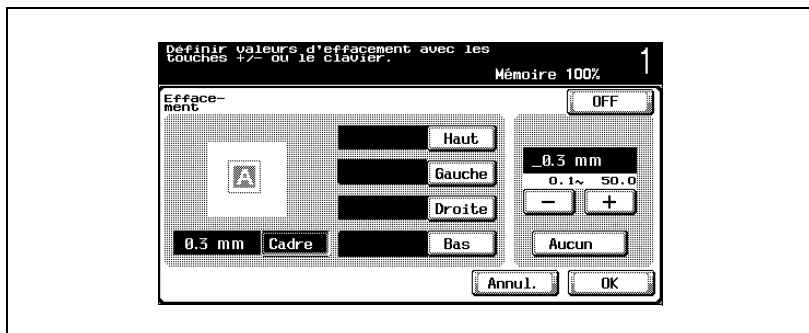 Définir valeurs d'effacement avec les
touches +/- ou le clavier.
1
Mémoire 100%
Efface-
ment
OFF
Haut
A
_0.3 mm
Gauche
0.1~ 50.0
- +
Droite
0.3 mm Cadre
Bas
Aucun
Annul. OK